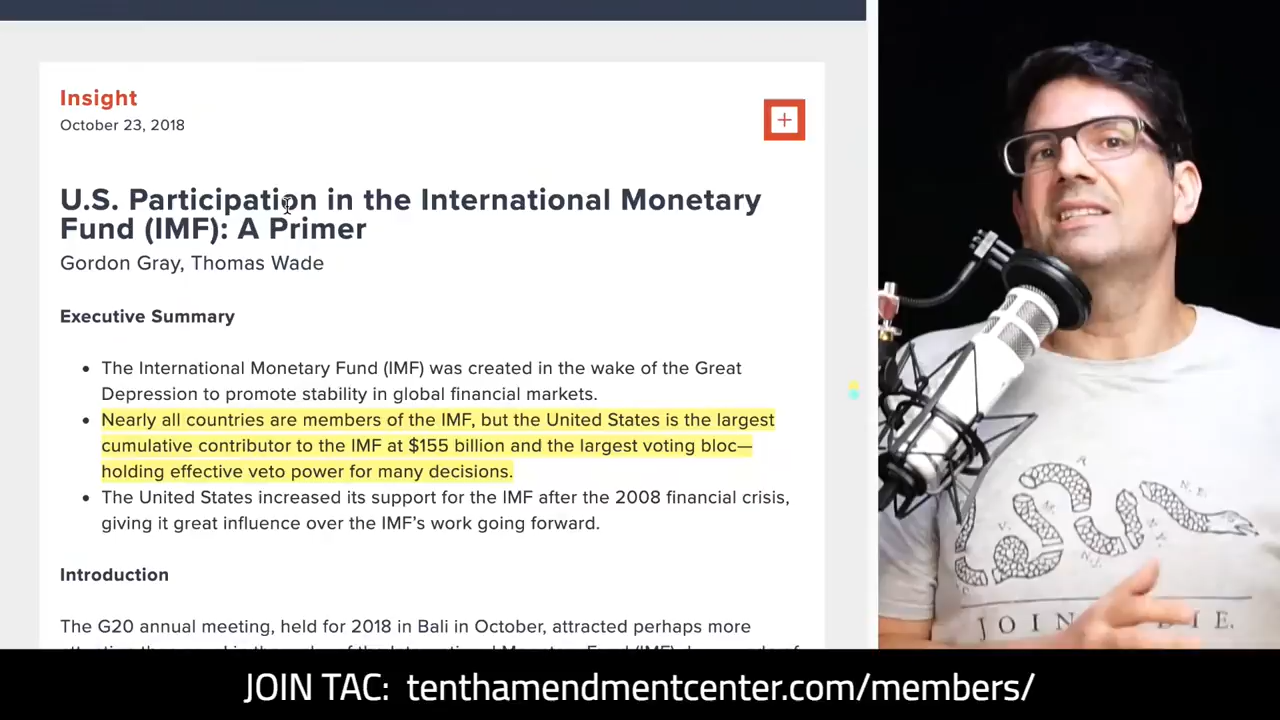 Insight
October 23, 2018
U.S. Participation in the International Monetary
Fund (IMF): A Primer
Gordon Gray, Thomas Wade
Executive Summary
• The International Monetary Fund (IMF) was created in the wake of the Great
Depression to promote stability in global financial markets.
• Nearly all countries are members of the IMF, but the United States is the largest
cumulative contributor to the IMF at $155 billion and the largest voting bloc—
holding effective veto power for many decisions.
• The United States increased its support for the IMF after the 2008 financial crisis,
giving it great influence over the IMF's work going forward.
Introduction
The G20 annual meeting, held for 2018 in Bali in October, attracted perhaps more
JOIN DIE.
JOIN TAC: tenthamendmentcenter.com/members/